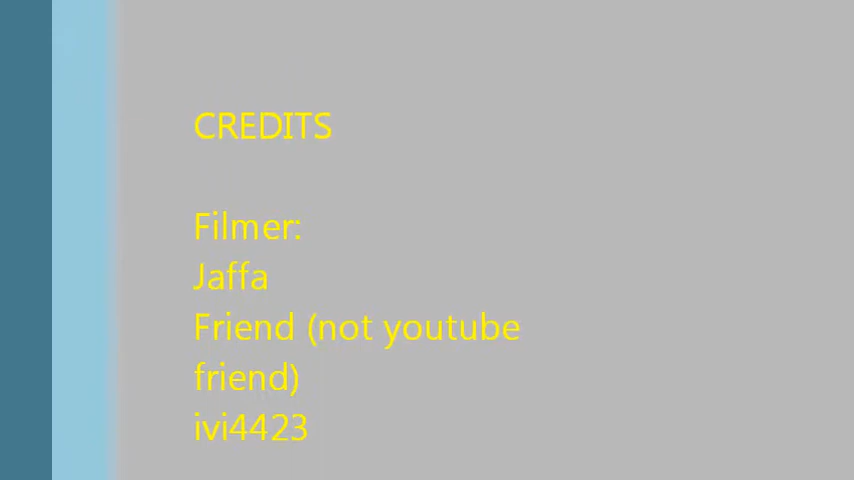 CREDITS
Filmer:
Jaffa
Friend (not youtube
friend)
ivi4423